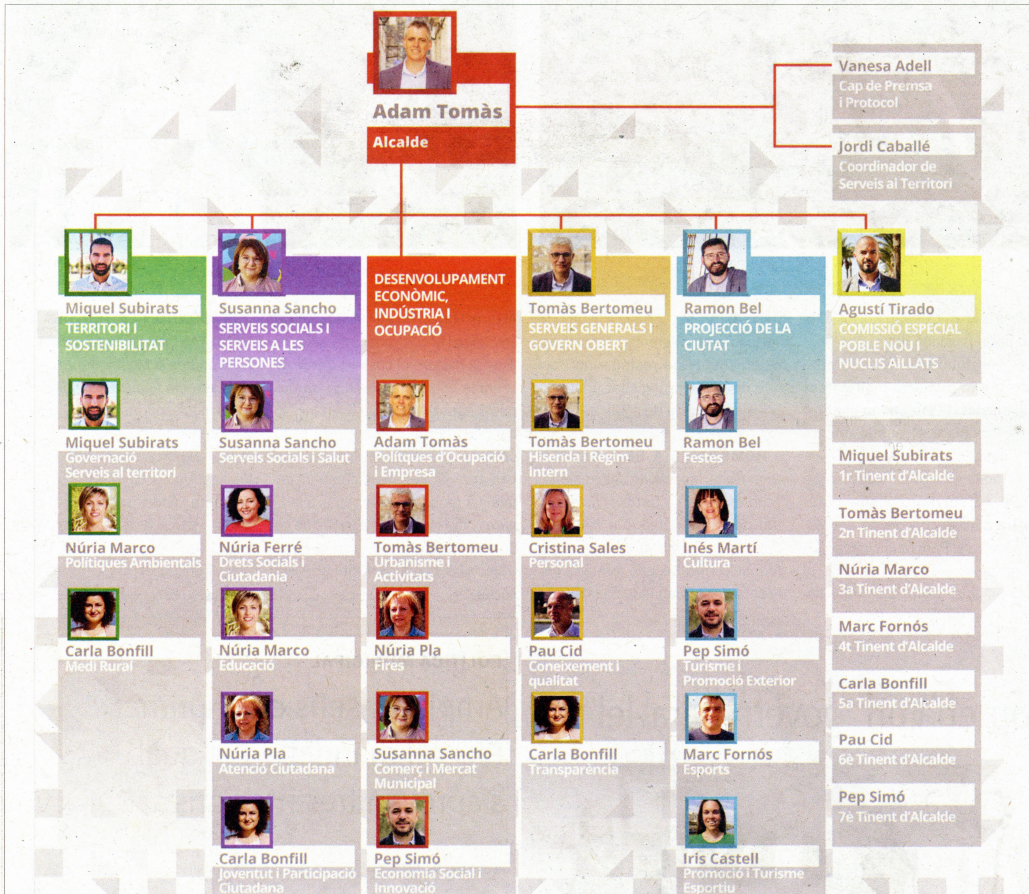 Adam Tomàs
Alcalde
Vanesa Adell
Cap de Premsa
i Protocol
Jordi Caballé
Coordinador de
Serveis al Territori
Miquel Subirats
TERRITORI I
SOSTENIBILITAT
Miquel Subirats
Governació
Serveis al territori
Núria Marco
Polítiques Ambientals
Carla Bonfill
Medi Rural
Susanna Sancho
SERVEIS SOCIALS I
SERVEIS A LES
PERSONES
Susanna Sancho
Serveis Socials i Salut
Núria Ferré
Drets Socials i
Ciutadania
Núria Marco
Educació
Núria Pla
Atenció Ciutadana
Carla Bonfill
Joventut i Participació
Ciutadana
DESENVOLUPAMENT
ECONÒMIC,
INDÚSTRIA I
OCUPACIÓ
Adam Tomàs
Polítques d'Ocupació
i Empresa
Tomàs Bertomeu
Urbanisme i
Activitats
Núria Pla
Fires
Susanna Sancho
Comerç i Mercat
Municipal
Pep Simó
Economia Social i
Innovació
Tomàs Bertomeu
SERVEIS GENERALS I
GOVERN OBERT
Tomàs Bertomeu
Hisenda i Règim
Intern
Cristina Sales
Personal
Pau Cid
Coneixement i
qualitat
Carla Bonfill
Transparència
Ramon Bel
PROJECCIÓ DE LA
CIUTAT
Ramon Bel
Festes
Inés Martí
Cultura
Pep Simó
Turisme i
Promoció Exterior
Marc Fornós
Esports
Iris Castell
Promoció i Turisme
Esportiu
Agustí Tirado
COMISSIÓ ESPECIAL
POBLE NOU I
NUCLIS AÏLLATS
Miquel Subirats
1r Tinent d'Alcalde
Tomàs Bertomeu
2n Tinent d'Alcalde
Núria Marco
3a Tinent d'Alcalde
Marc Fornós
4t Tinent d'Alcalde
Carla Bonfill
5a Tinent d'Alcalde
Pau Cid
6è Tinent d'Alcalde
Pep Simó
7è Tinent d'Alcalde